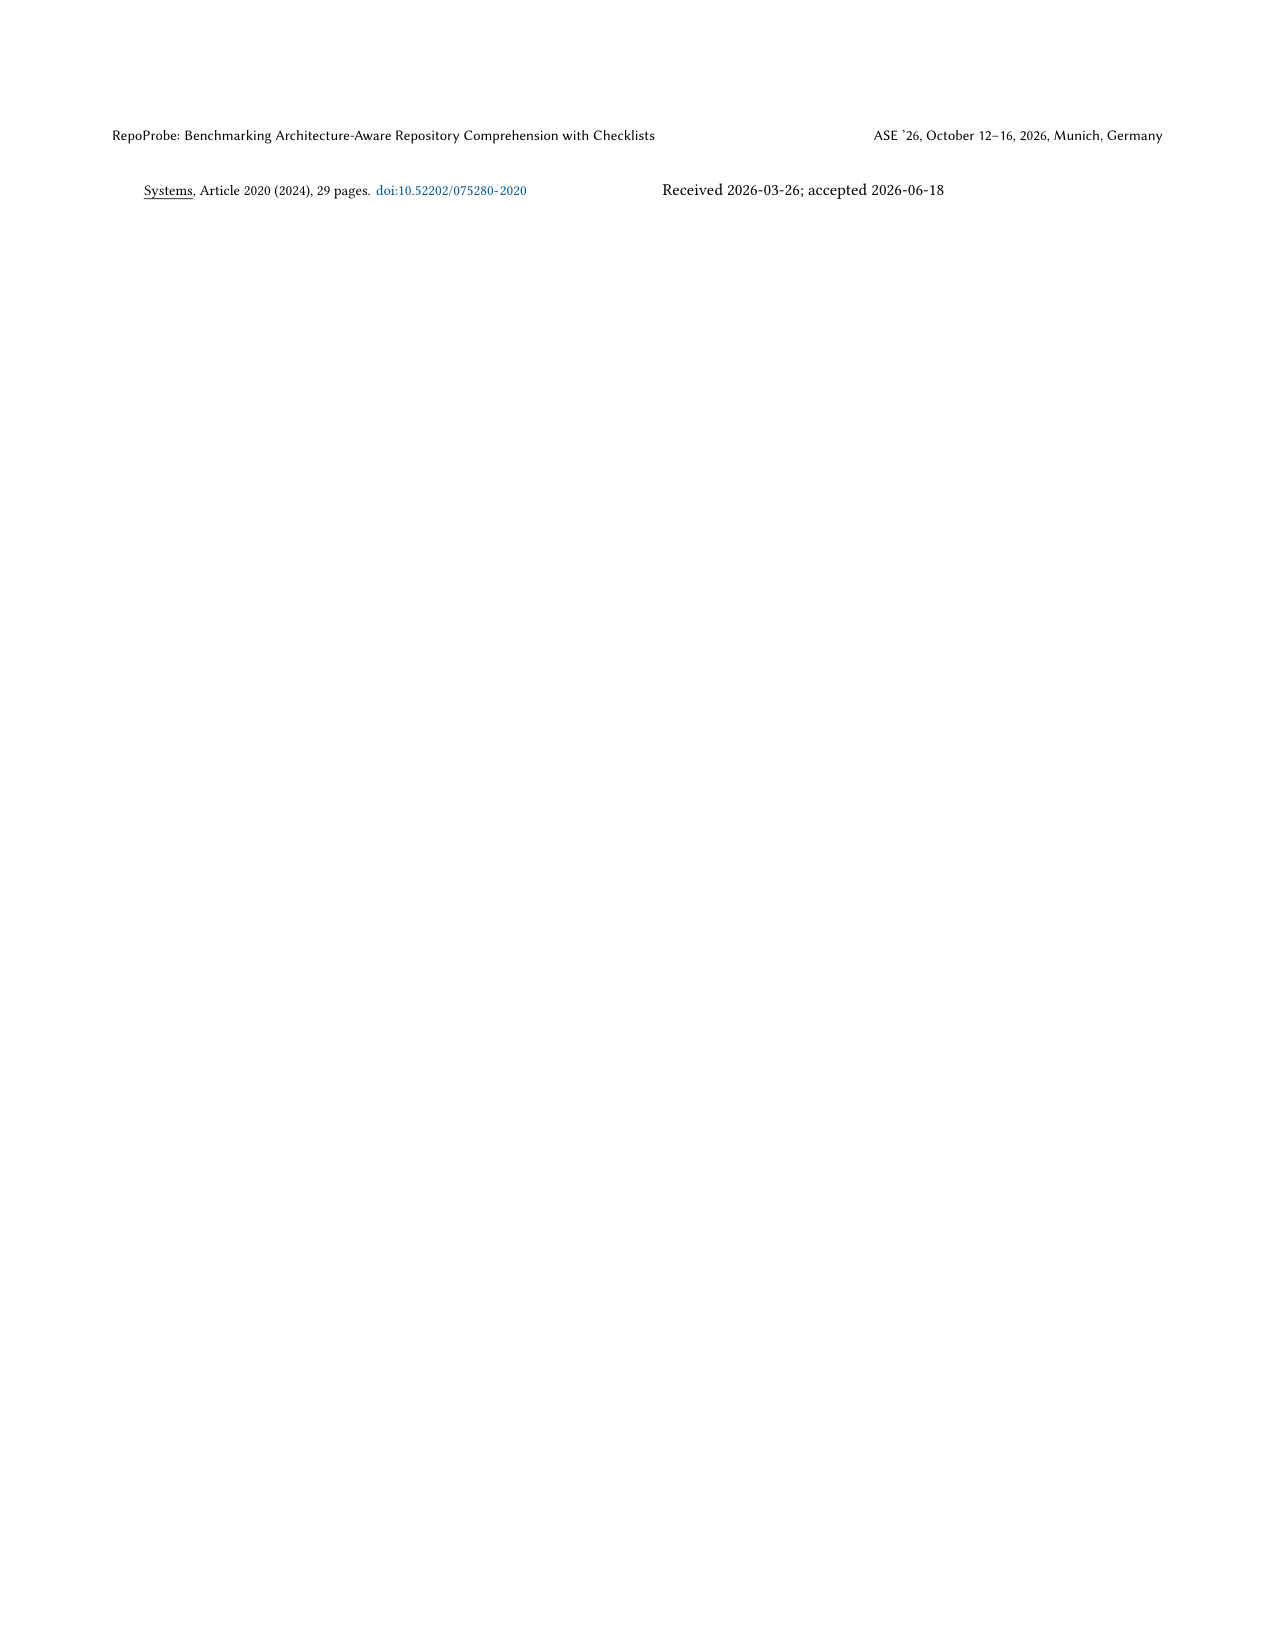 RepoProbe: Benchmarking Architecture-Aware Repository Comprehension with Checklists
ASE ’26, October 12–16, 2026, Munich, Germany
Systems, Article 2020 (2024), 29 pages. doi:10.52202/075280-2020
Received 2026-03-26; accepted 2026-06-18